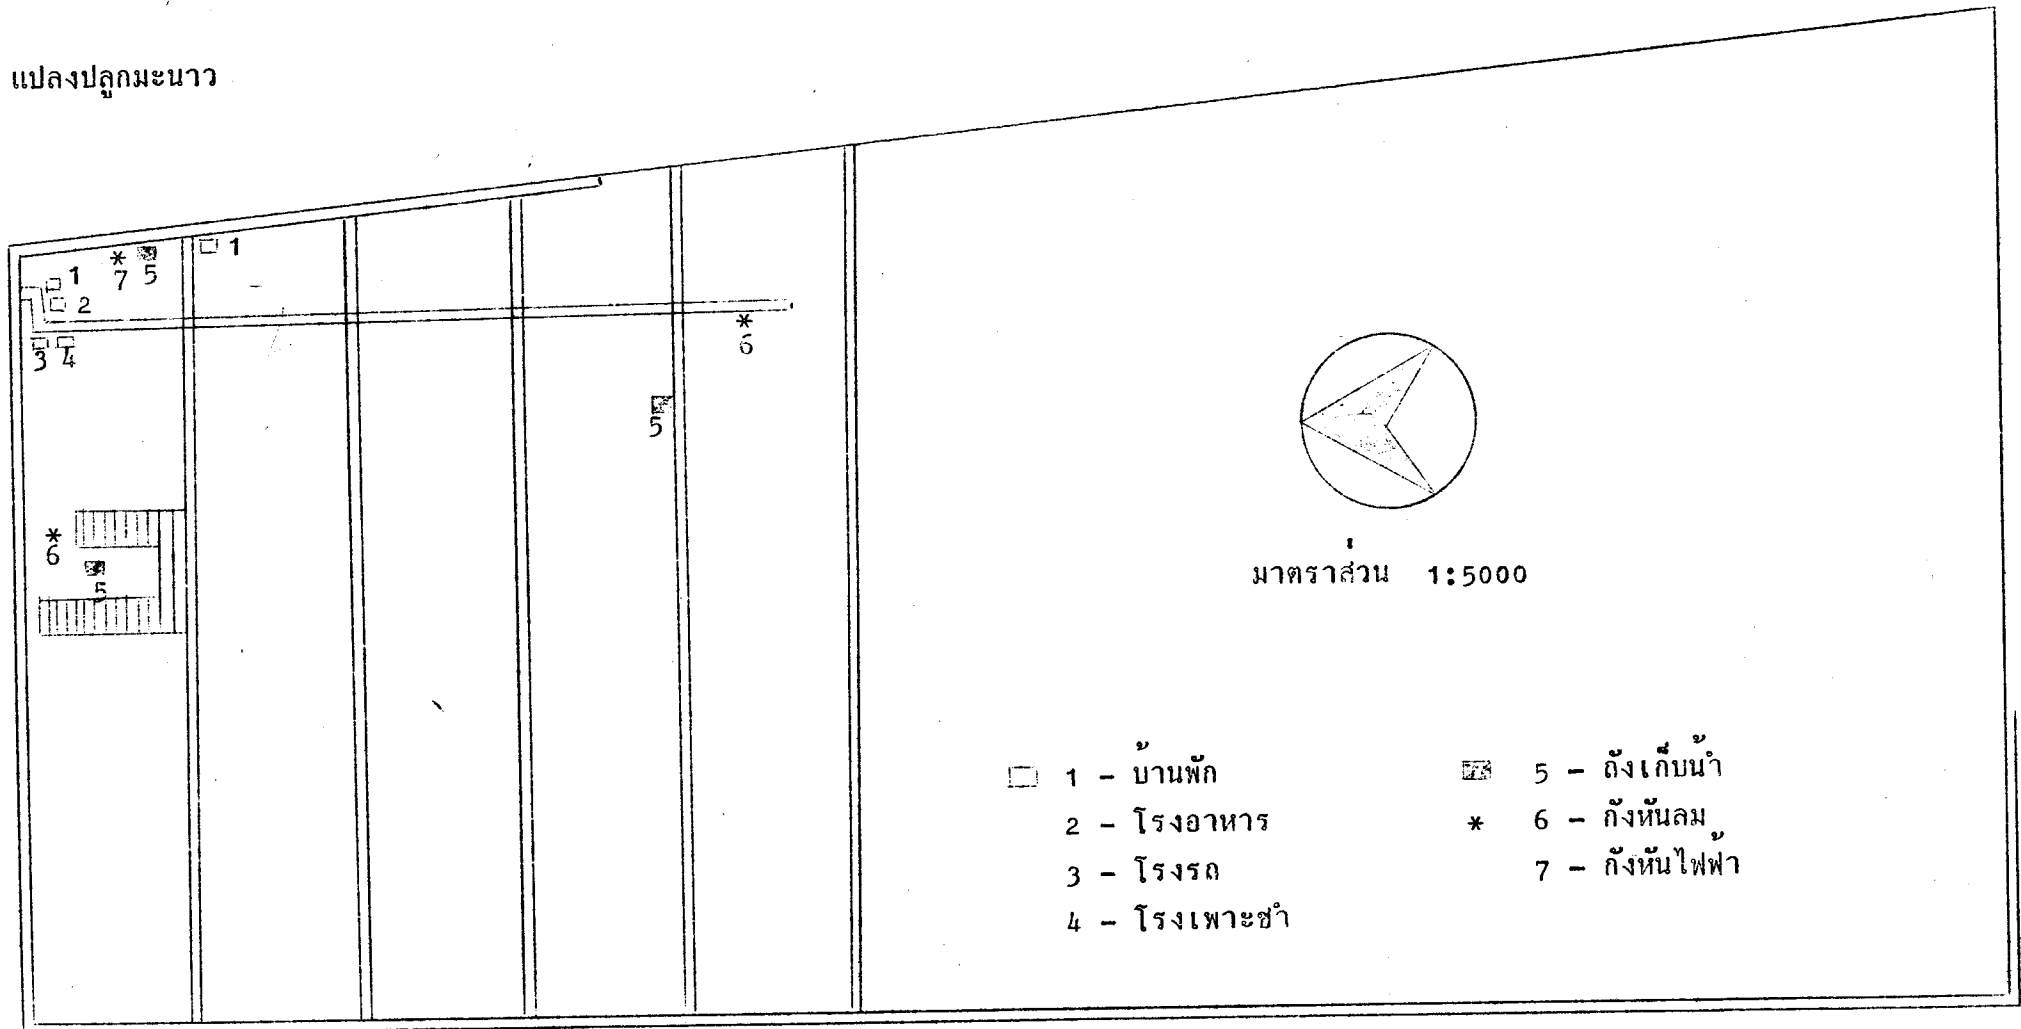 แปลงปลูกมะนาว
1
* 7 5
1
2
3 4
* 6
5
* 6
5
มาตราส่วน 1:5000
1 - บ้านพัก
2 - โรงอาหาร
3 - โรงรถ
4 - โรงเพาะชำ
5 - ถังเก็บน้ำ
* 6 - กังหันลม
7 - กังหันไฟฟ้า